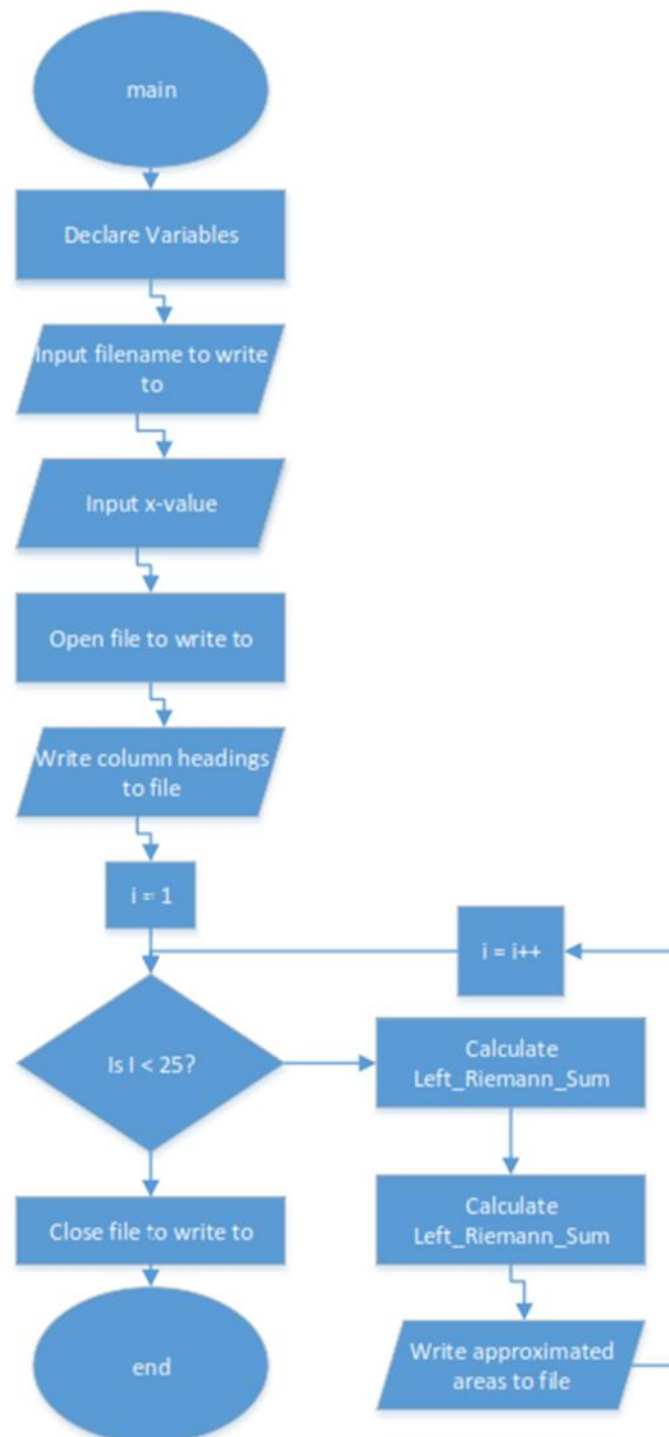 main
Declare Variables
Input filename to write
to
Input x-value
Open file to write to
Write column headings
to file
i = 1
i = i++
Is I < 25?
Calculate
Left_Riemann_Sum
Calculate
Left_Riemann_Sum
Close file to write to
Write approximated
areas to file
end